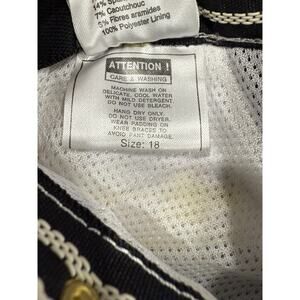 14% Span
7% Caoutchouc
5% Fibres aramides
100% Polyester Lining
ATTENTION !
CARE & WASHING
MACHINE WASH ON
DELICATE, COOL WATER
WITH MILD DETERGENT.
DO NOT USE BLEACH.
HANG DRY ONLY.
DO NOT USE DRYER.
WEAR PADDING ON
KNEE BRACES TO
AVOID PANT DAMAGE.
Size: 18